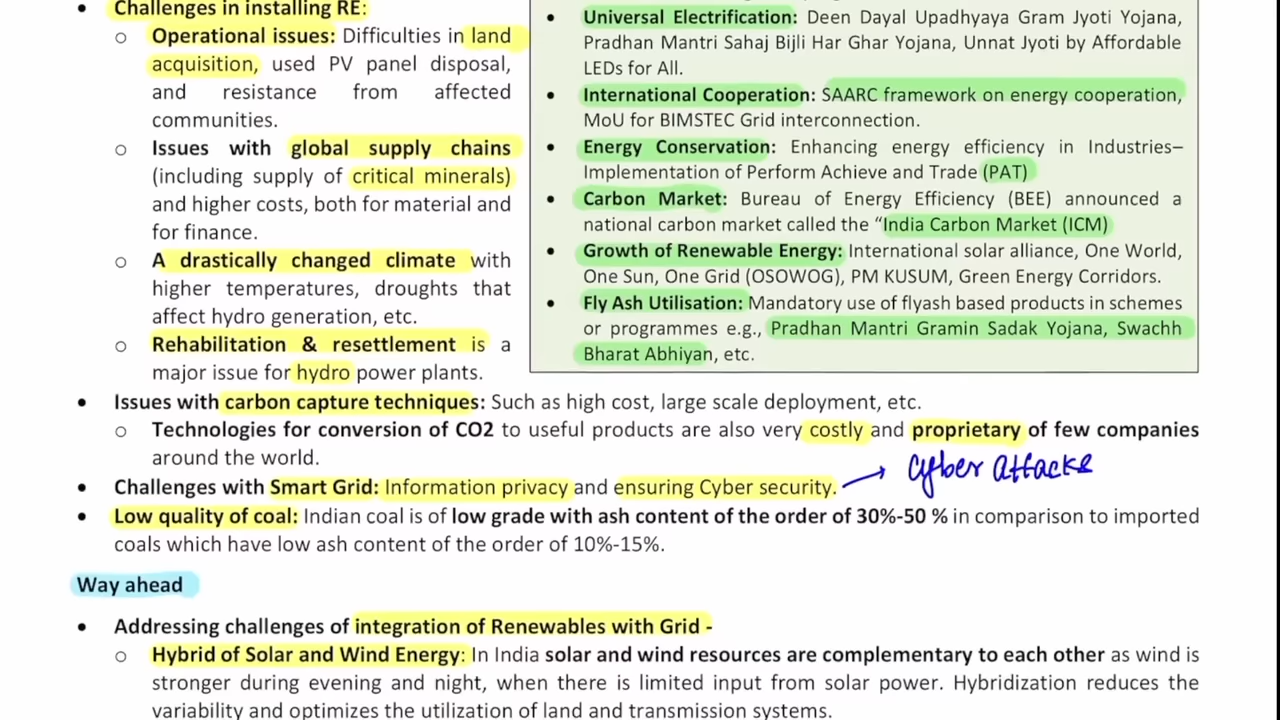 • Challenges in installing RE:
o Operational issues: Difficulties in land
acquisition, used PV panel disposal,
and resistance from affected
communities.
o Issues with global supply chains
(including supply of critical minerals)
and higher costs, both for material and
for finance.
o A drastically changed climate with
higher temperatures, droughts that
affect hydro generation, etc.
o Rehabilitation & resettlement is a
major issue for hydro power plants.
• Universal Electrification: Deen Dayal Upadhyaya Gram Jyoti Yojana,
Pradhan Mantri Sahaj Bijli Har Ghar Yojana, Unnat Jyoti by Affordable
LEDs for All.
• International Cooperation: SAARC framework on energy cooperation,
MoU for BIMSTEC Grid interconnection.
• Energy Conservation: Enhancing energy efficiency in Industries–
Implementation of Perform Achieve and Trade (PAT)
• Carbon Market: Bureau of Energy Efficiency (BEE) announced a
national carbon market called the “India Carbon Market (ICM)
• Growth of Renewable Energy: International solar alliance, One World,
One Sun, One Grid (OSOWOG), PM KUSUM, Green Energy Corridors.
• Fly Ash Utilisation: Mandatory use of flyash based products in schemes
or programmes e.g., Pradhan Mantri Gramin Sadak Yojana, Swachh
Bharat Abhiyan, etc.
• Issues with carbon capture techniques: Such as high cost, large scale deployment, etc.
o Technologies for conversion of CO2 to useful products are also very costly and proprietary of few companies
around the world.
• Challenges with Smart Grid: Information privacy and ensuring Cyber security. → Cyber attacks
• Low quality of coal: Indian coal is of low grade with ash content of the order of 30%-50 % in comparison to imported
coals which have low ash content of the order of 10%-15%.
Way ahead
• Addressing challenges of integration of Renewables with Grid -
o Hybrid of Solar and Wind Energy: In India solar and wind resources are complementary to each other as wind is
stronger during evening and night, when there is limited input from solar power. Hybridization reduces the
variability and optimizes the utilization of land and transmission systems.